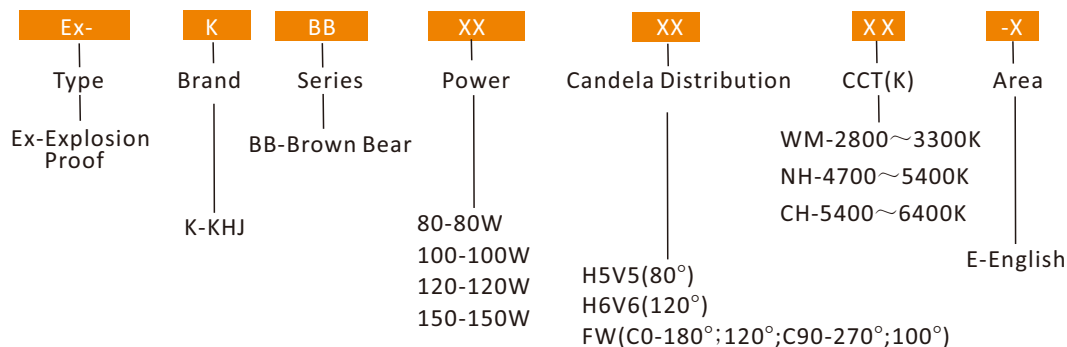 Ex- K BB XX XX XX -X
Type Brand Series Power Candela Distribution CCT(K) Area
Ex-Explosion
Proof
BB-Brown Bear
WM-2800～3300K
NH-4700～5400K
CH-5400～6400K
K-KHJ
80-80W
100-100W
120-120W
150-150W
E-English
H5V5(80°)
H6V6(120°)
FW(C0-180°;120°;C90-270°;100°)